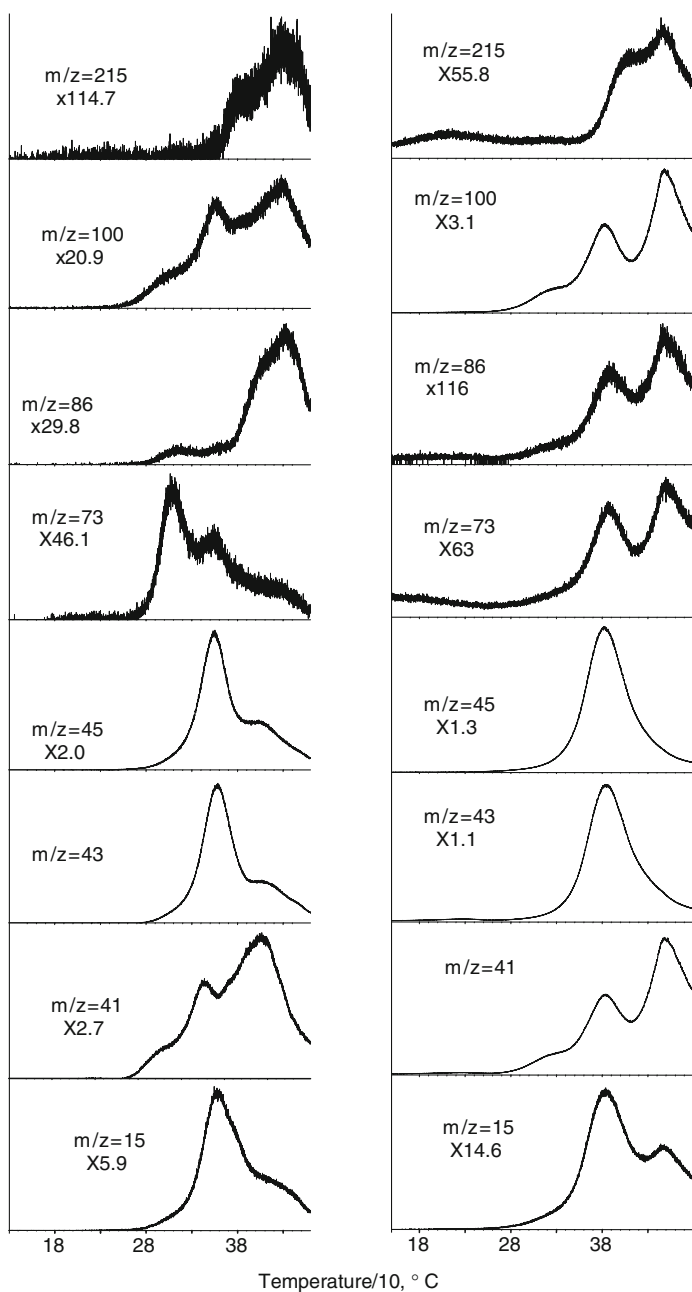 m/z=215
x114.7
m/z=100
x20.9
m/z=86
x29.8
m/z=73
X46.1
m/z=45
X2.0
m/z=43
m/z=41
X2.7
m/z=15
X5.9
18 28 38
m/z=215
X55.8
m/z=100
X3.1
m/z=86
x116
m/z=73
X63
m/z=45
X1.3
m/z=43
X1.1
m/z=41
m/z=15
X14.6
18 28 38
Temperature/10, ° C